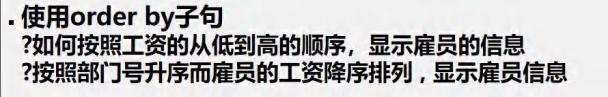 . 使用order by子句
?如何按照工资的从低到高的顺序，显示雇员的信息
?按照部门号升序而雇员的工资降序排列，显示雇员信息